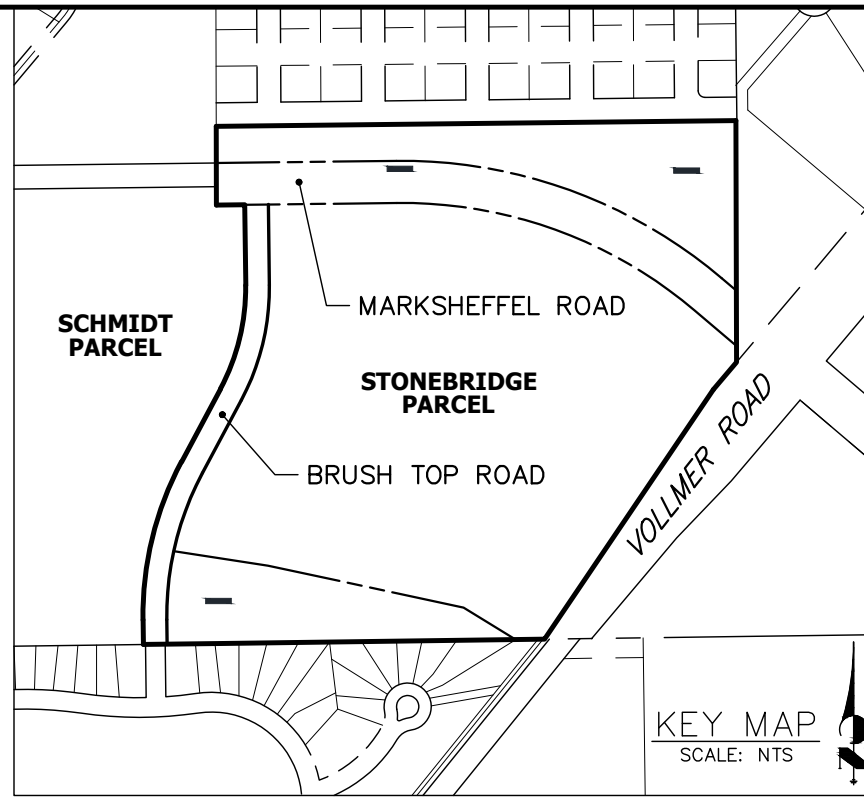 MARKSHEFFEL ROAD
SCHMIDT
PARCEL
STONEBRIDGE
PARCEL
BRUSH TOP ROAD
VOLLMER ROAD
KEY MAP
SCALE: NTS